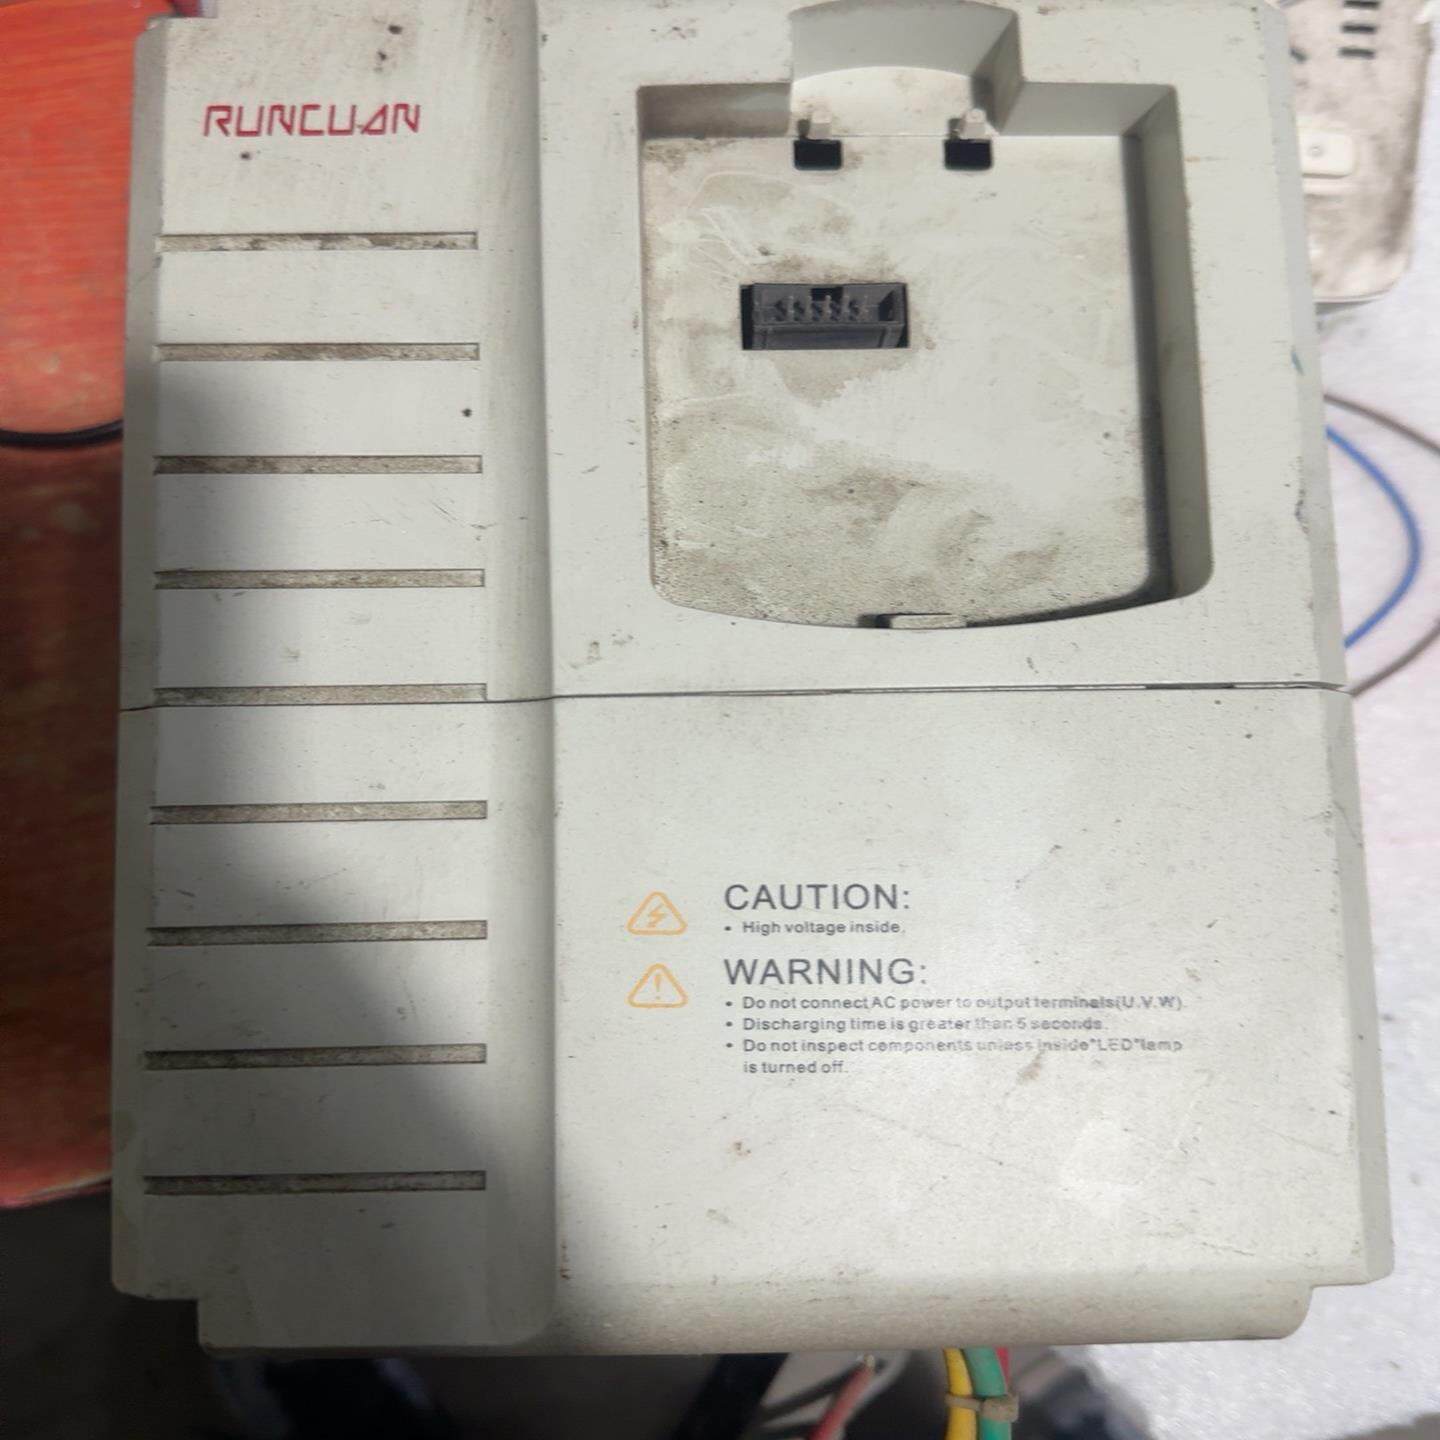 RUNCUAN
CAUTION:
• High voltage inside.
WARNING:
• Do not connect AC power to output terminals(U.V.W).
• Discharging time is greater than 5 seconds.
• Do not inspect components unless inside"LED"lamp
is turned off.